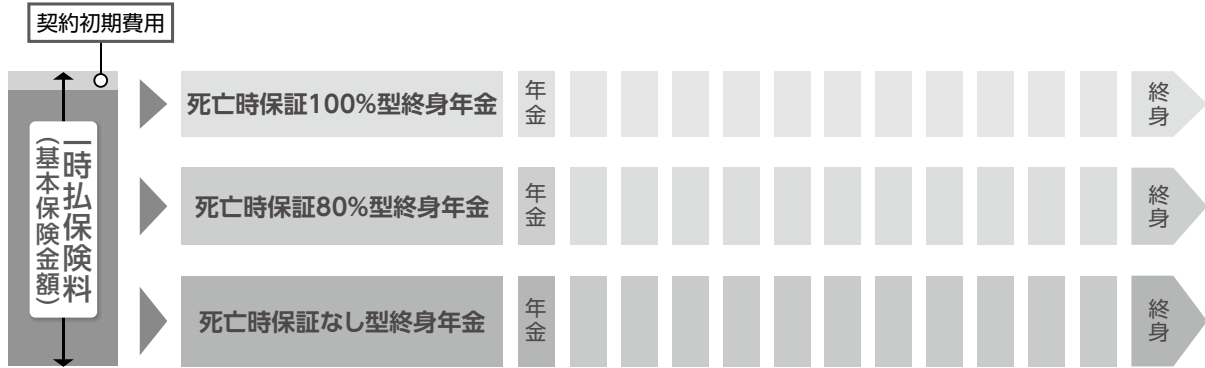 契約初期費用
一時払保険料
（基本保険金額）
死亡時保証100%型終身年金
年金
終身
死亡時保証80%型終身年金
年金
終身
死亡時保証なし型終身年金
年金
終身